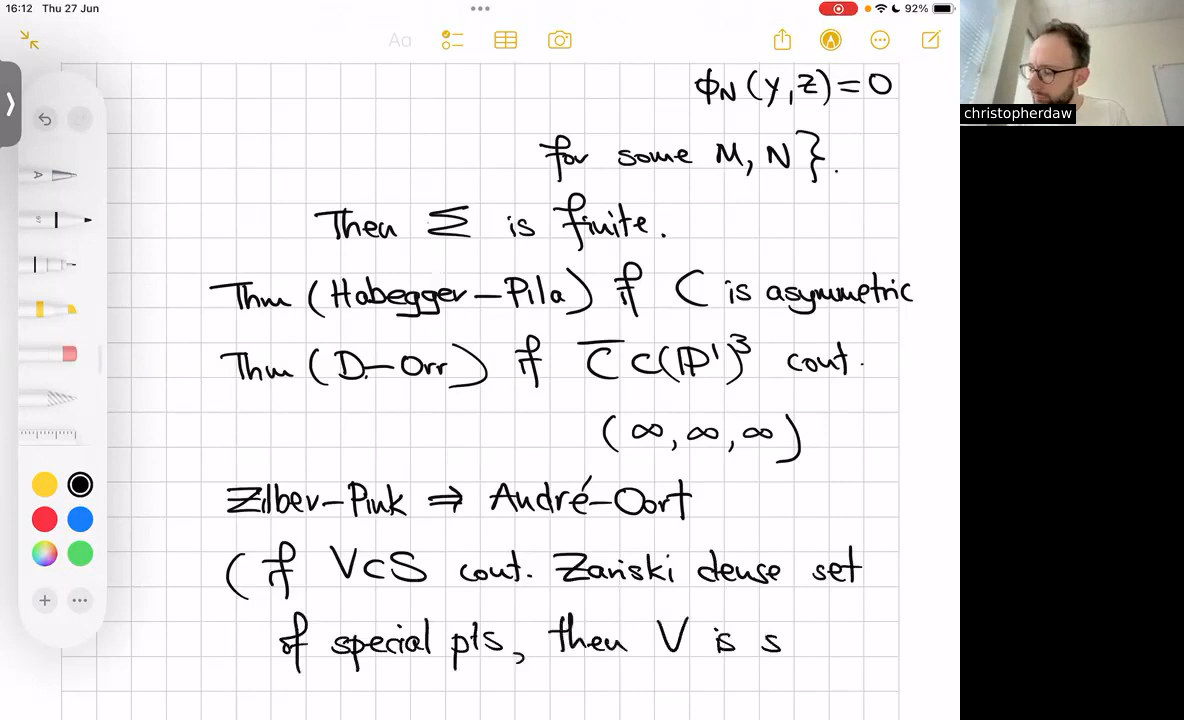 16:12 Thu 27 Jun
92%
Aa
christopherdaw
ϕN (y,z)=0
for some M, N }.
Then Σ is finite.
Thm (Habegger–Pila) if C is asymmetric
Thm (D.–Orr) if C̅ ⊂ (ℙ¹)³ cont.
(∞, ∞, ∞)
Zilber–Pink ⇒ André–Oort
( if V⊂S cont. Zariski dense set
of special pts, then V is s